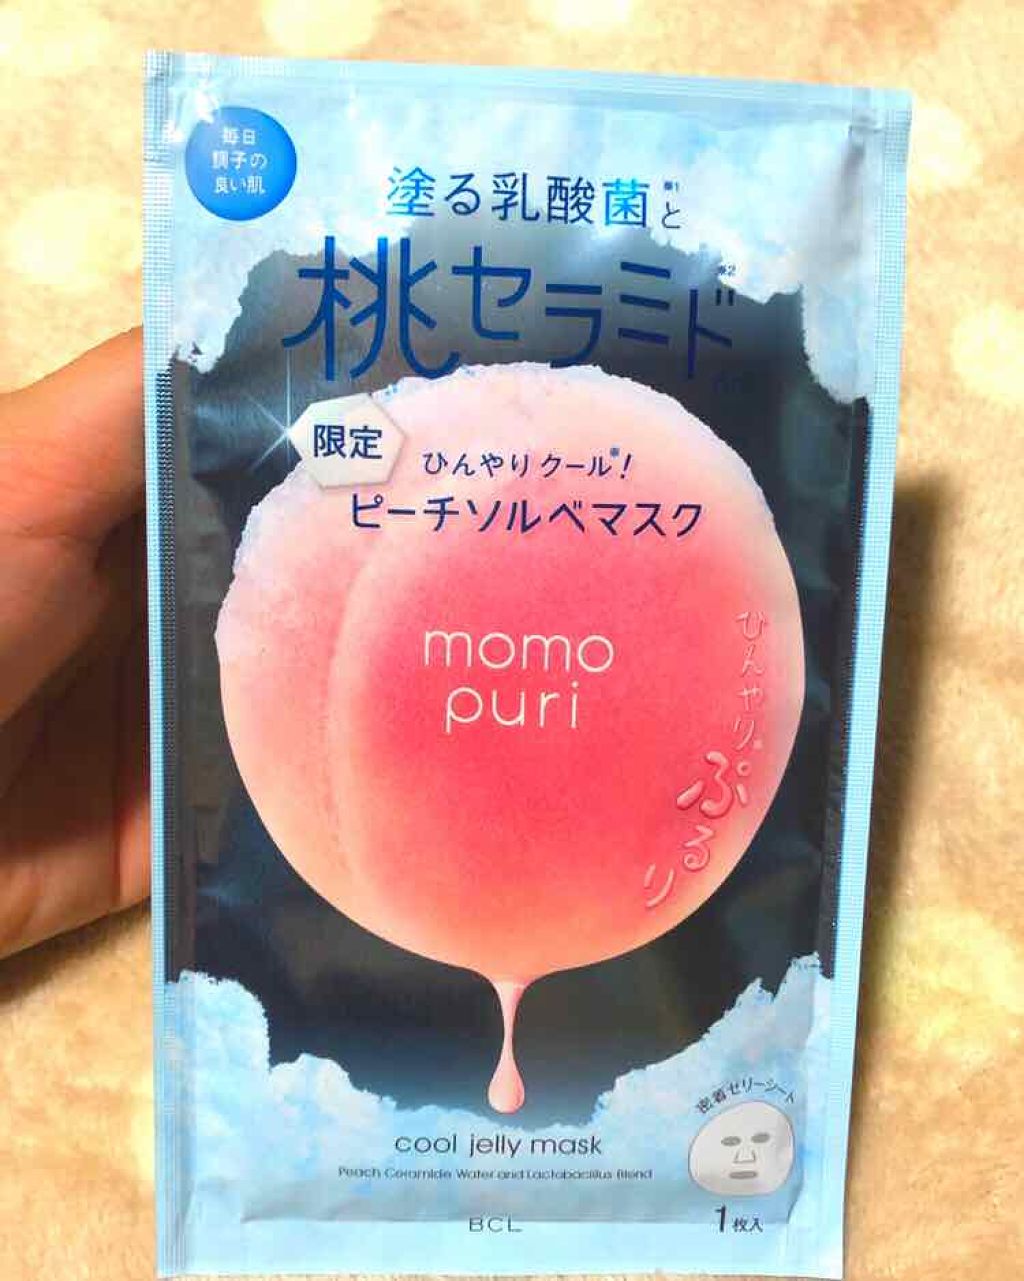 毎日
調子の
良い肌
塗る乳酸菌※1と
桃セラミド※2
限定
ひんやりクール※!
ピーチソルベマスク
momo
puri
ひんやり※
ぷるり
cool jelly mask
Peach Ceramide Water and Lactobacillus Blend
密着ゼリーシート
BCL
1枚入